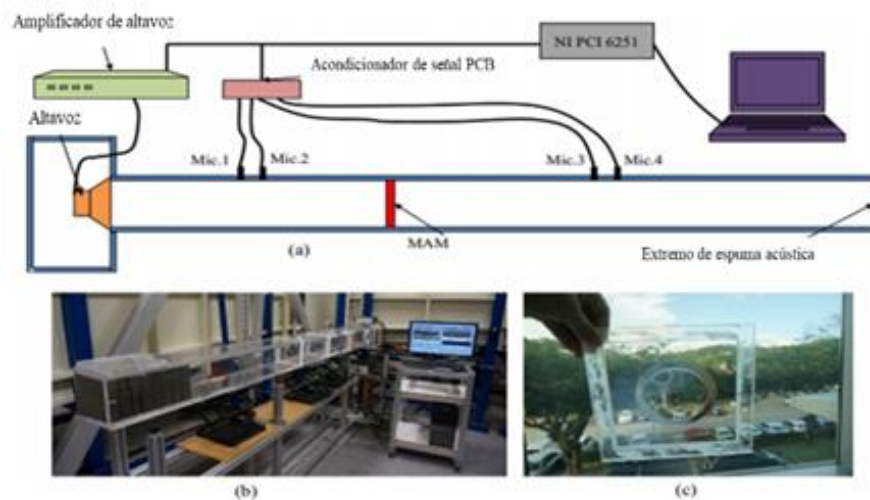 Amplificador de altavoz
NI PCI 6251
Acondicionador de señal PCB
Altavoz
Mic.1
Mic.2
Mic.3
Mic.4
(a)
MAM
Extremo de espuma acústica
(b)
(c)